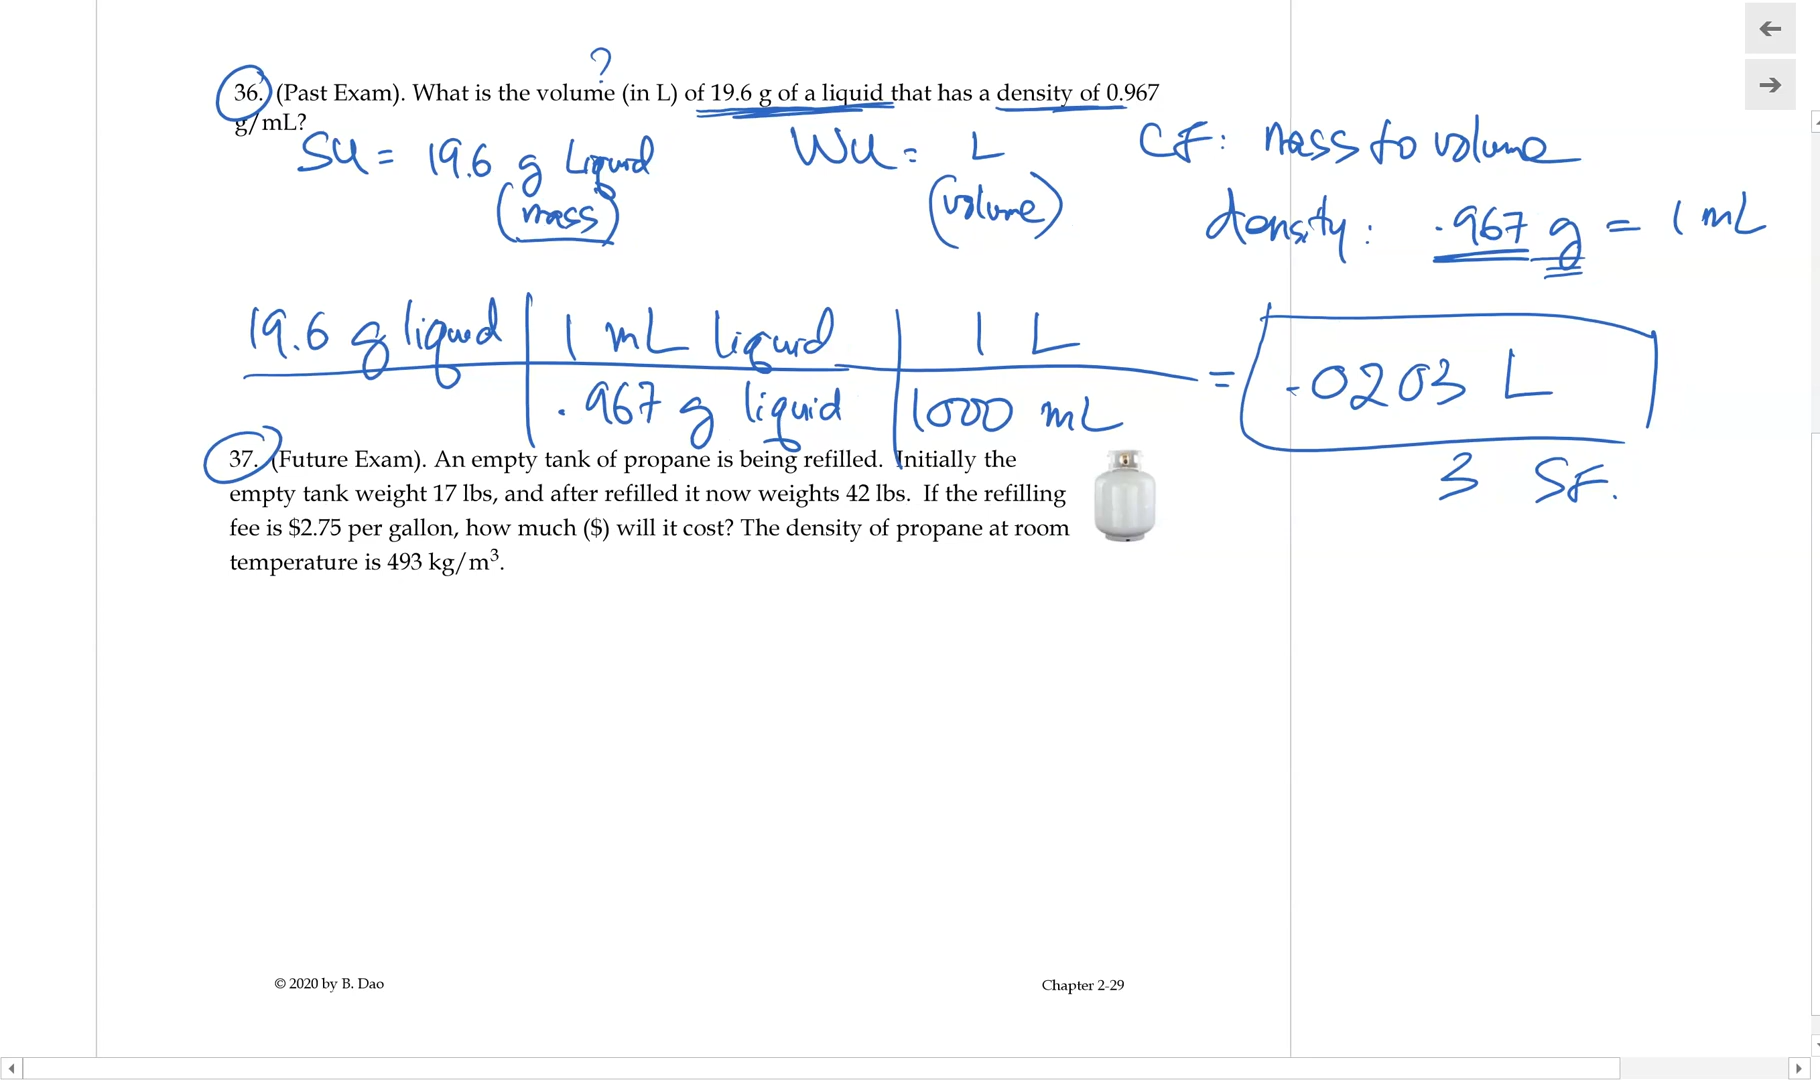 ?
36. (Past Exam). What is the volume (in L) of 19.6 g of a liquid that has a density of 0.967
g/mL?
SU = 19.6 g Liquid WU = L CF: mass to volume
(mass) (volume) density: .967 g = 1 mL
19.6 g liquid 1 mL liquid 1 L
.967 g liquid 1000 mL = .0203 L
3 SF.
37. (Future Exam). An empty tank of propane is being refilled. Initially the
empty tank weight 17 lbs, and after refilled it now weights 42 lbs. If the refilling
fee is $2.75 per gallon, how much ($) will it cost? The density of propane at room
temperature is 493 kg/m³.
© 2020 by B. Dao Chapter 2-29